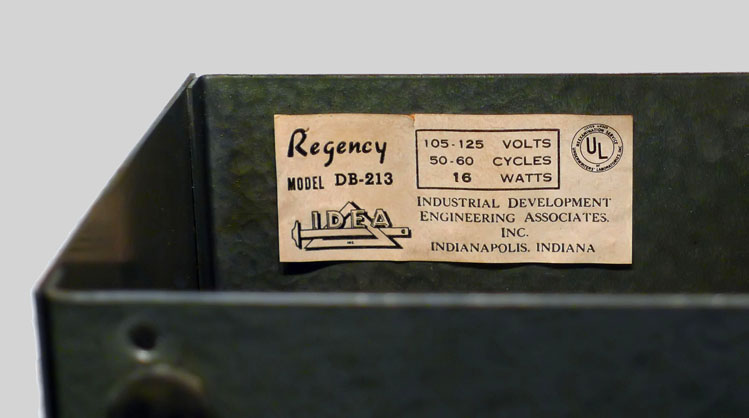 Regency
MODEL DB-213
IDEA
INC
105-125 VOLTS
50-60 CYCLES
16 WATTS
UL
INDUSTRIAL DEVELOPMENT
ENGINEERING ASSOCIATES.
INC.
INDIANAPOLIS, INDIANA